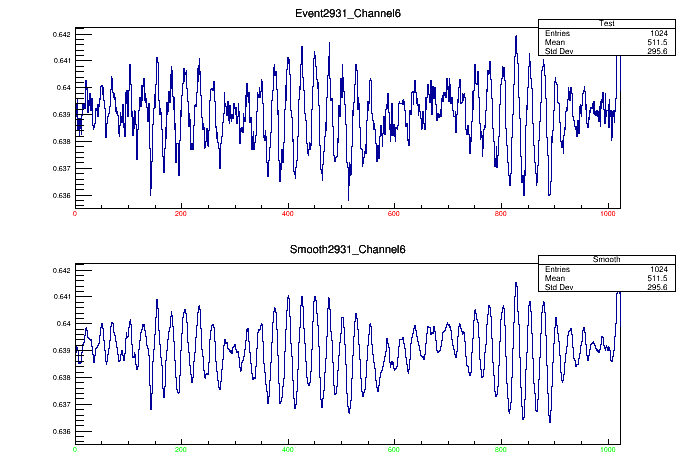 Event2931_Channel6
Test
Entries 1024
Mean 511.5
Std Dev 295.6
0.642
0.641
0.64
0.639
0.638
0.637
0.636
0 200 400 600 800 1000
Smooth2931_Channel6
Smooth
Entries 1024
Mean 511.5
Std Dev 295.6
0.642
0.641
0.64
0.639
0.638
0.637
0.636
0 200 400 600 800 1000